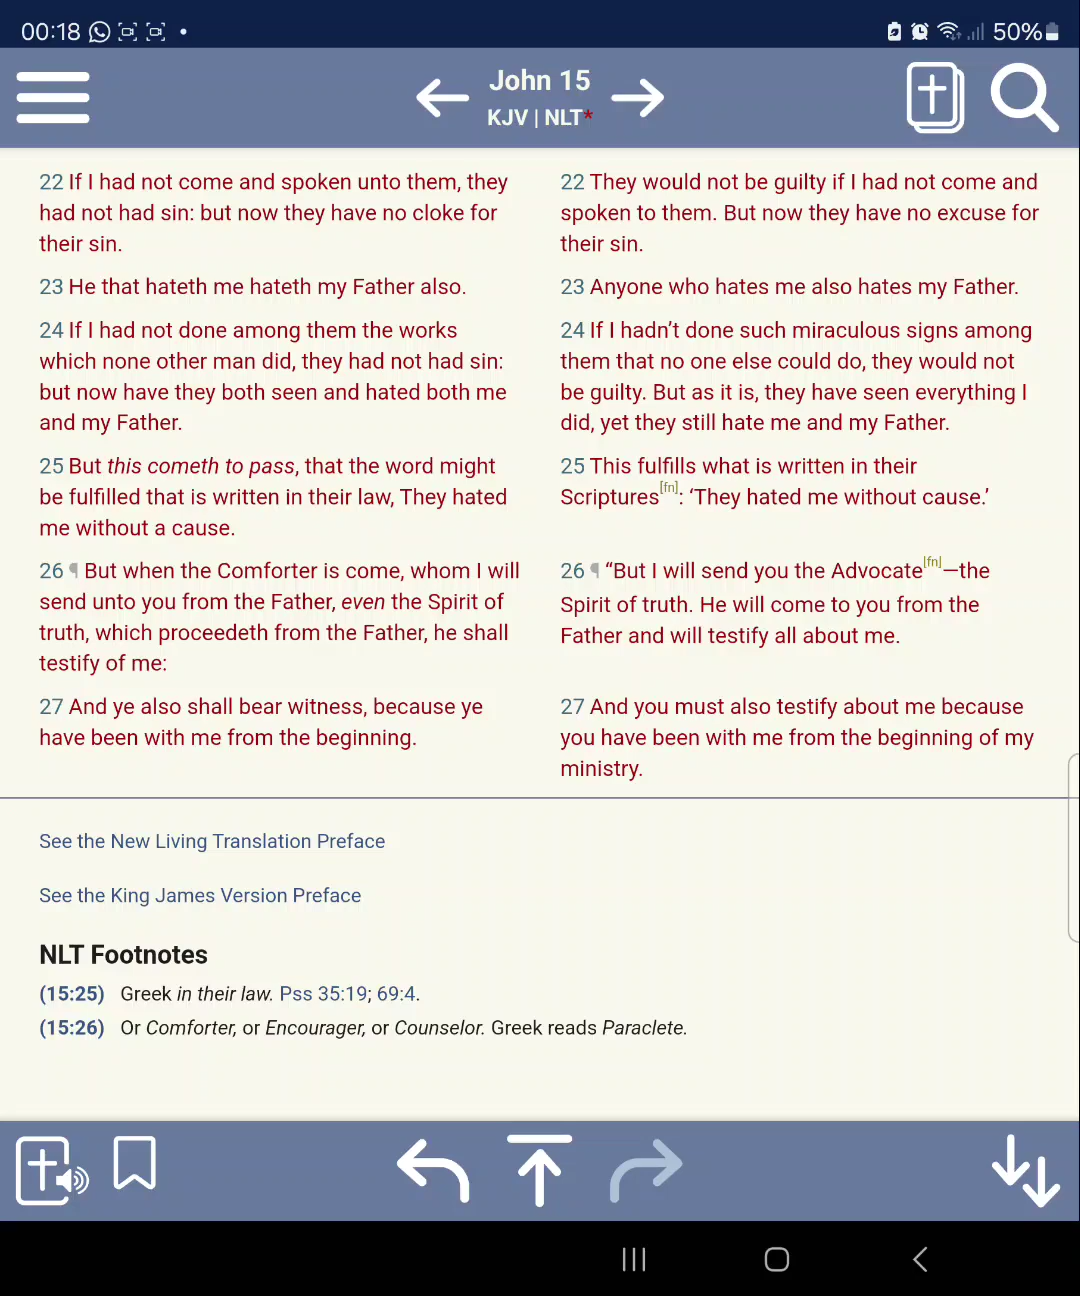 00:18
50%
John 15
KJV | NLT*
22 If I had not come and spoken unto them, they
had not had sin: but now they have no cloke for
their sin.
23 He that hateth me hateth my Father also.
24 If I had not done among them the works
which none other man did, they had not had sin:
but now have they both seen and hated both me
and my Father.
25 But this cometh to pass, that the word might
be fulfilled that is written in their law, They hated
me without a cause.
26 ¶ But when the Comforter is come, whom I will
send unto you from the Father, even the Spirit of
truth, which proceedeth from the Father, he shall
testify of me:
27 And ye also shall bear witness, because ye
have been with me from the beginning.
22 They would not be guilty if I had not come and
spoken to them. But now they have no excuse for
their sin.
23 Anyone who hates me also hates my Father.
24 If I hadn’t done such miraculous signs among
them that no one else could do, they would not
be guilty. But as it is, they have seen everything I
did, yet they still hate me and my Father.
25 This fulfills what is written in their
Scriptures[fn]: ‘They hated me without cause.’
26 ¶ “But I will send you the Advocate[fn]—the
Spirit of truth. He will come to you from the
Father and will testify all about me.
27 And you must also testify about me because
you have been with me from the beginning of my
ministry.
See the New Living Translation Preface
See the King James Version Preface
NLT Footnotes
(15:25) Greek in their law. Pss 35:19; 69:4.
(15:26) Or Comforter, or Encourager, or Counselor. Greek reads Paraclete.